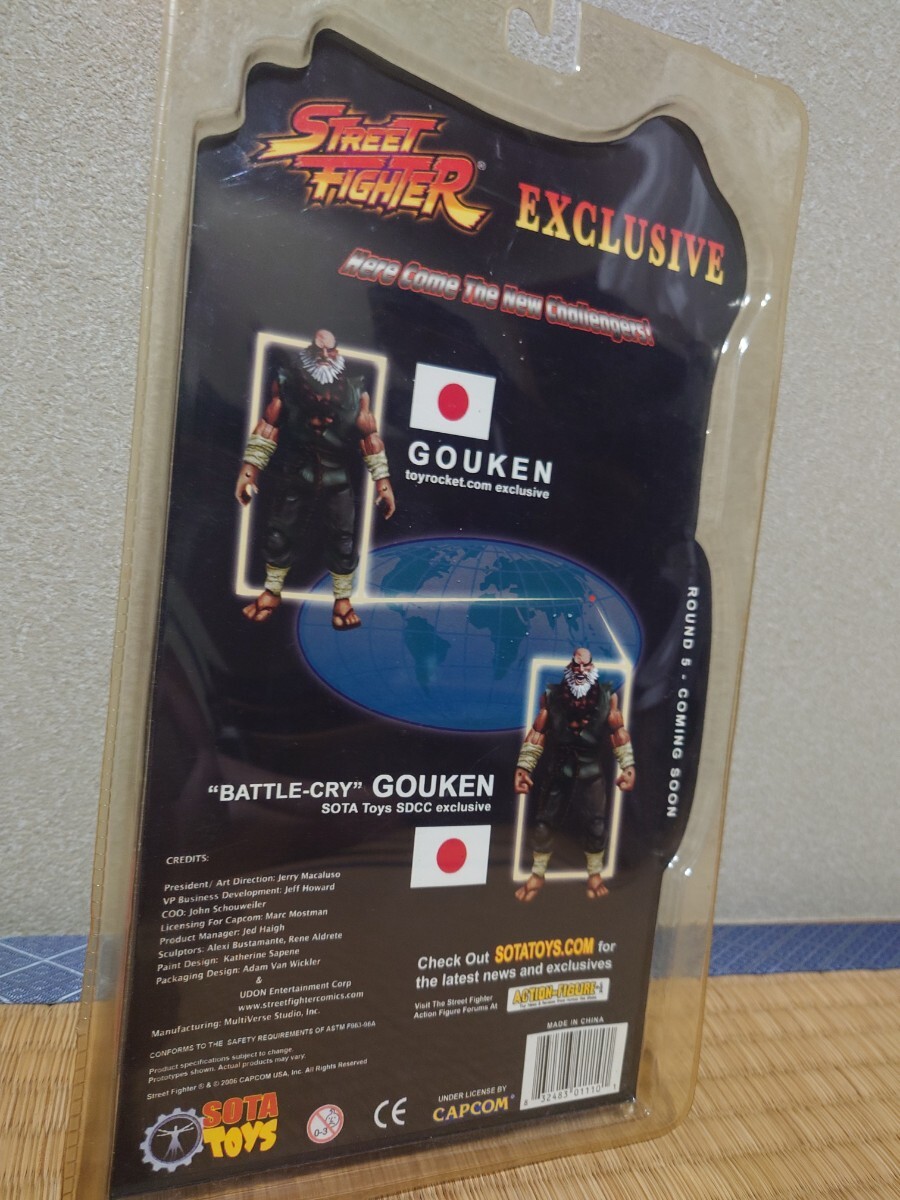 STREET
FIGHTER®
EXCLUSIVE
Here Come The New Challengers!
GOUKEN
toyrocket.com exclusive
ROUND 5 - COMING SOON
“BATTLE-CRY” GOUKEN
SOTA Toys SDCC exclusive
CREDITS:
President/ Art Direction: Jerry Macaluso
VP Business Development: Jeff Howard
COO: John Schouweiler
Licensing For Capcom: Marc Mostman
Product Manager: Jed Haigh
Sculptors: Alexi Bustamante, Rene Aldrete
Paint Design: Katherine Sapene
Packaging Design: Adam Van Wickler
&
UDON Entertainment Corp
www.streetfightercomics.com
Manufacturing: MultiVerse Studio, Inc.
CONFORMS TO THE SAFETY REQUIREMENTS OF ASTM F963-96A
Product specifications subject to change.
Prototypes shown. Actual products may vary.
Street Fighter ® & © 2006 CAPCOM USA, Inc. All Rights Reserved
Check Out SOTATOYS.COM for
the latest news and exclusives
Visit The Street Fighter
Action Figure Forums At
ACTION-FIGURE
MADE IN CHINA
8 32483 01110 1
SOTA
TOYS
0-3
CE
UNDER LICENSE BY
CAPCOM®